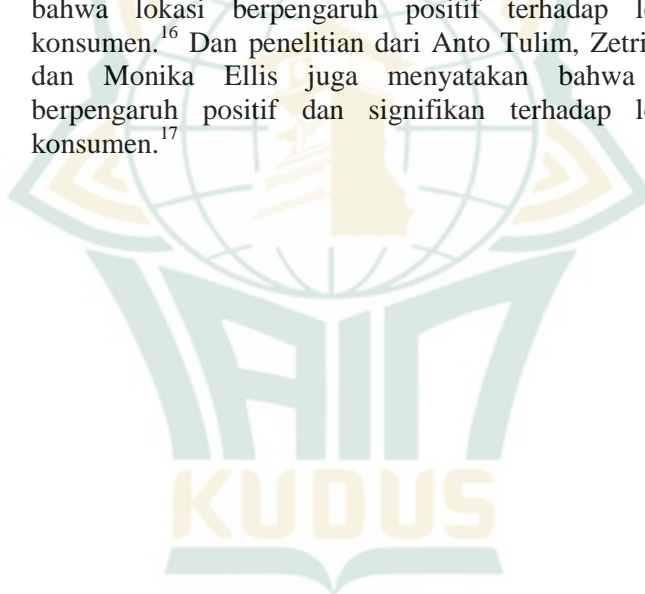 bahwa lokasi berpengaruh positif terhadap
konsumen.16 Dan penelitian dari Anto Tulim,
dan Monika Ellis juga menyatakan bahwa
berpengaruh positif dan signifikan terhadap
konsumen.17
IAIN
KUDUS